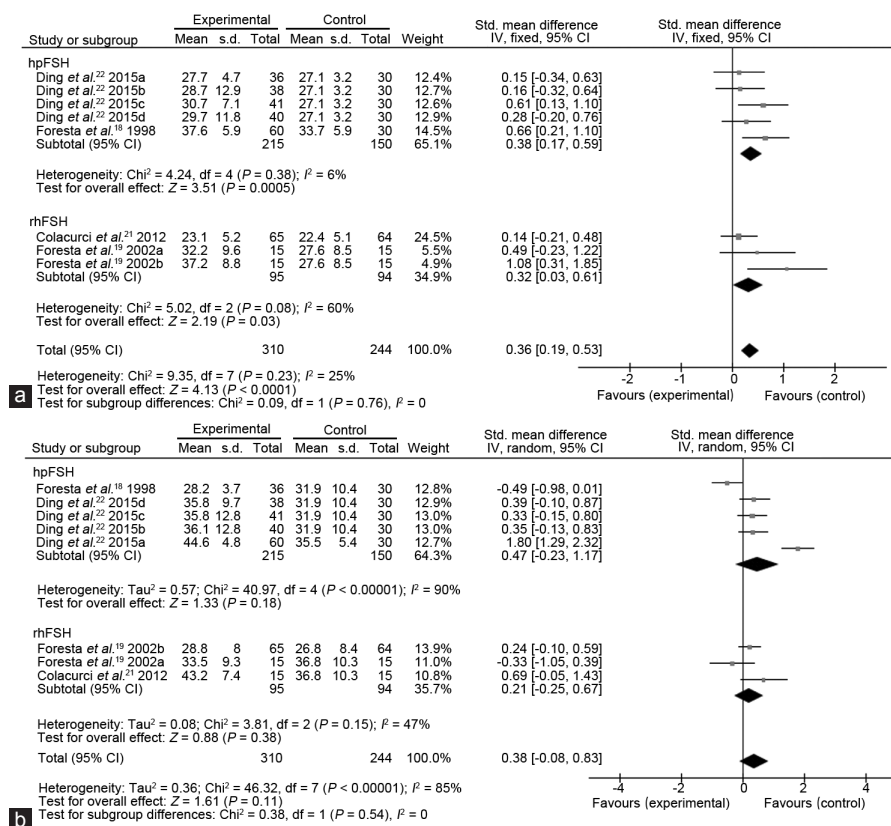 Experimental Control Std. mean difference Std. mean difference
Study or subgroup Mean s.d. Total Mean s.d. Total Weight IV, fixed, 95% CI IV, fixed, 95% CI
hpFSH
Ding et al.²² 2015a 27.7 4.7 36 27.1 3.2 30 12.4% 0.15 [-0.34, 0.63]
Ding et al.²² 2015b 28.7 12.9 38 27.1 3.2 30 12.7% 0.16 [-0.32, 0.64]
Ding et al.²² 2015c 30.7 7.1 41 27.1 3.2 30 12.6% 0.61 [0.13, 1.10]
Ding et al.²² 2015d 29.7 11.8 40 27.1 3.2 30 12.9% 0.28 [-0.20, 0.76]
Foresta et al.¹⁸ 1998 37.6 5.9 60 33.7 5.9 30 14.5% 0.66 [0.21, 1.10]
Subtotal (95% CI) 215 150 65.1% 0.38 [0.17, 0.59]
Heterogeneity: Chi² = 4.24, df = 4 (P = 0.38); I² = 6%
Test for overall effect: Z = 3.51 (P = 0.0005)
rhFSH
Colacurci et al.²¹ 2012 23.1 5.2 65 22.4 5.1 64 24.5% 0.14 [-0.21, 0.48]
Foresta et al.¹⁹ 2002a 32.2 9.6 15 27.6 8.5 15 5.5% 0.49 [-0.23, 1.22]
Foresta et al.¹⁹ 2002b 37.2 8.8 15 27.6 8.5 15 4.9% 1.08 [0.31, 1.85]
Subtotal (95% CI) 95 94 34.9% 0.32 [0.03, 0.61]
Heterogeneity: Chi² = 5.02, df = 2 (P = 0.08); I² = 60%
Test for overall effect: Z = 2.19 (P = 0.03)
Total (95% CI) 310 244 100.0% 0.36 [0.19, 0.53]
Heterogeneity: Chi² = 9.35, df = 7 (P = 0.23); I² = 25%
Test for overall effect: Z = 4.13 (P < 0.0001)
Test for subgroup differences: Chi² = 0.09, df = 1 (P = 0.76), I² = 0
-2 -1 0 1 2
Favours (experimental) Favours (control)
a
Experimental Control Std. mean difference Std. mean difference
Study or subgroup Mean s.d. Total Mean s.d. Total Weight IV, random, 95% CI IV, random, 95% CI
hpFSH
Foresta et al.¹⁸ 1998 28.2 3.7 36 31.9 10.4 30 12.8% -0.49 [-0.98, 0.01]
Ding et al.²² 2015d 35.8 9.7 38 31.9 10.4 30 12.9% 0.39 [-0.10, 0.87]
Ding et al.²² 2015c 35.8 12.8 41 31.9 10.4 30 13.0% 0.33 [-0.15, 0.80]
Ding et al.²² 2015b 36.1 12.8 40 31.9 10.4 30 13.0% 0.35 [-0.13, 0.83]
Ding et al.²² 2015a 44.6 4.8 60 35.5 5.4 30 12.7% 1.80 [1.29, 2.32]
Subtotal (95% CI) 215 150 64.3% 0.47 [-0.23, 1.17]
Heterogeneity: Tau² = 0.57; Chi² = 40.97, df = 4 (P < 0.00001); I² = 90%
Test for overall effect: Z = 1.33 (P = 0.18)
rhFSH
Foresta et al.¹⁹ 2002b 28.8 8 65 26.8 8.4 64 13.9% 0.24 [-0.10, 0.59]
Foresta et al.¹⁹ 2002a 33.5 9.3 15 36.8 10.3 15 11.0% -0.33 [-1.05, 0.39]
Colacurci et al.²¹ 2012 43.2 7.4 15 36.8 10.3 15 10.8% 0.69 [-0.05, 1.43]
Subtotal (95% CI) 95 94 35.7% 0.21 [-0.25, 0.67]
Heterogeneity: Tau² = 0.08; Chi² = 3.81, df = 2 (P = 0.15); I² = 47%
Test for overall effect: Z = 0.88 (P = 0.38)
Total (95% CI) 310 244 100.0% 0.38 [-0.08, 0.83]
Heterogeneity: Tau² = 0.36; Chi² = 46.32, df = 7 (P < 0.00001); I² = 85%
Test for overall effect: Z = 1.61 (P = 0.11)
Test for subgroup differences: Chi² = 0.38, df = 1 (P = 0.54), I² = 0
-4 -2 0 2 4
Favours (experimental) Favours (control)
b